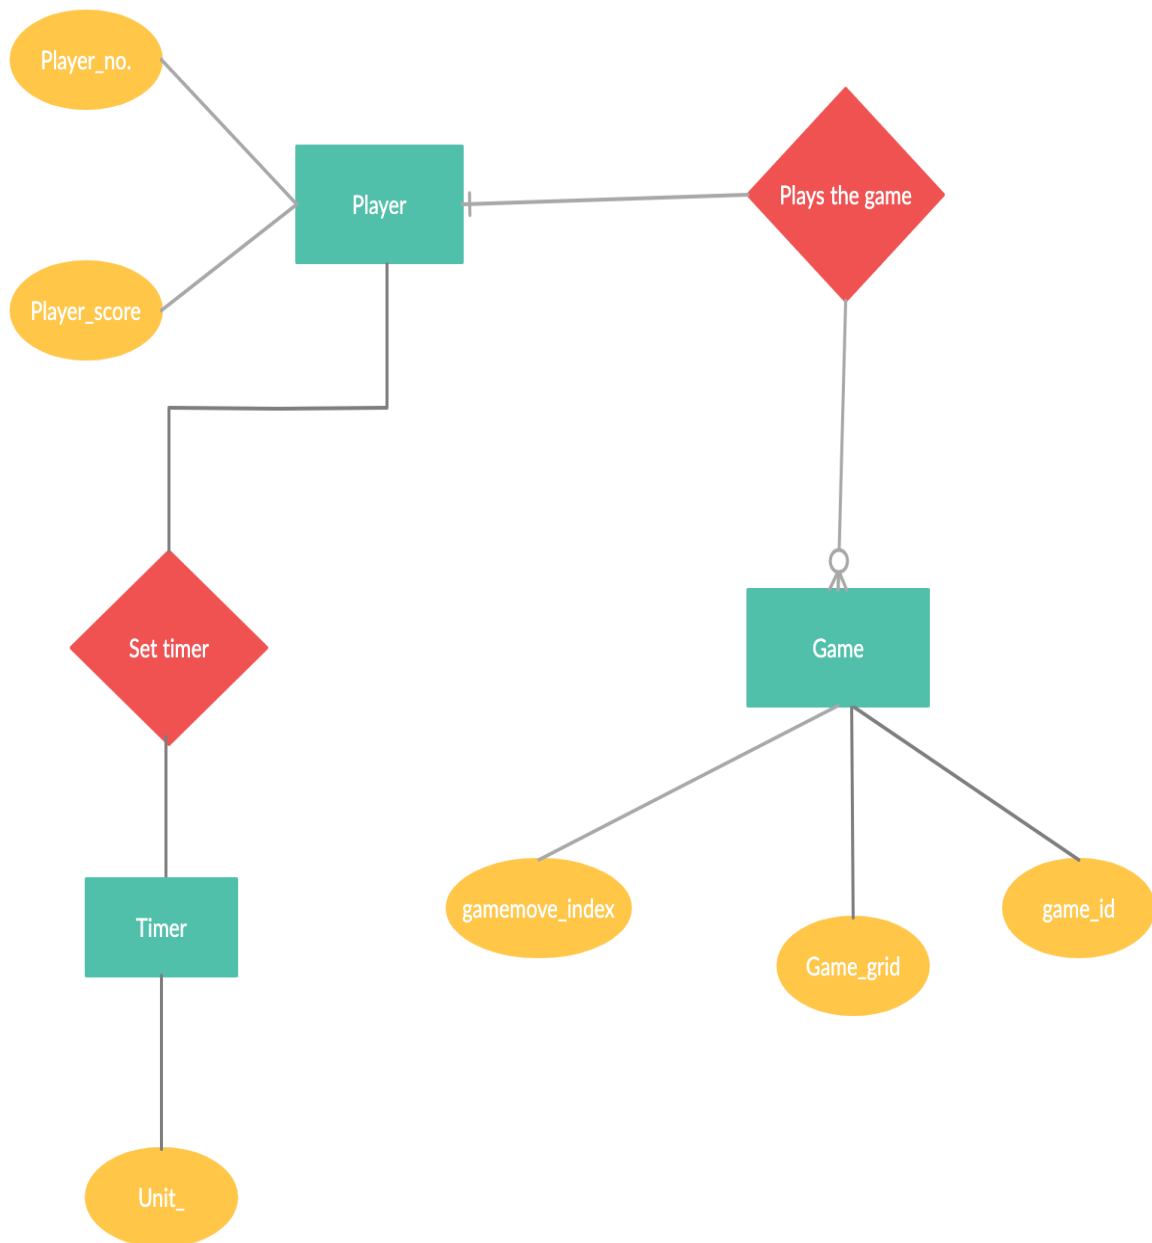 Player_no.
Plays the game
Player
Player_score
Set timer
Game
gamemove_index
game_id
Timer
Game_grid
Unit_